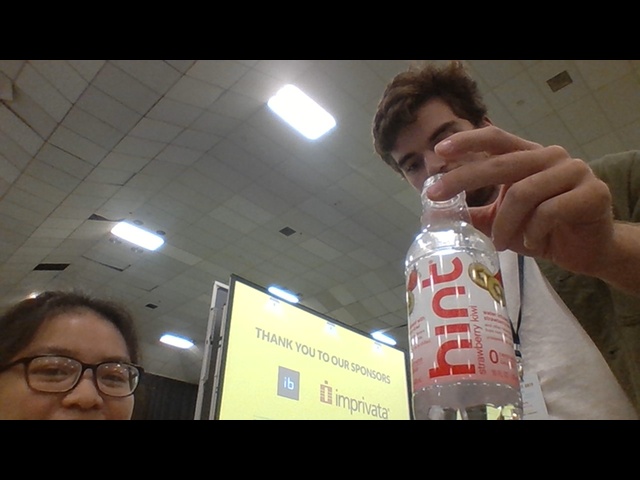 THANK YOU TO OUR SPONSORS
ib
imprivata
hint
strawberry kiwi
0